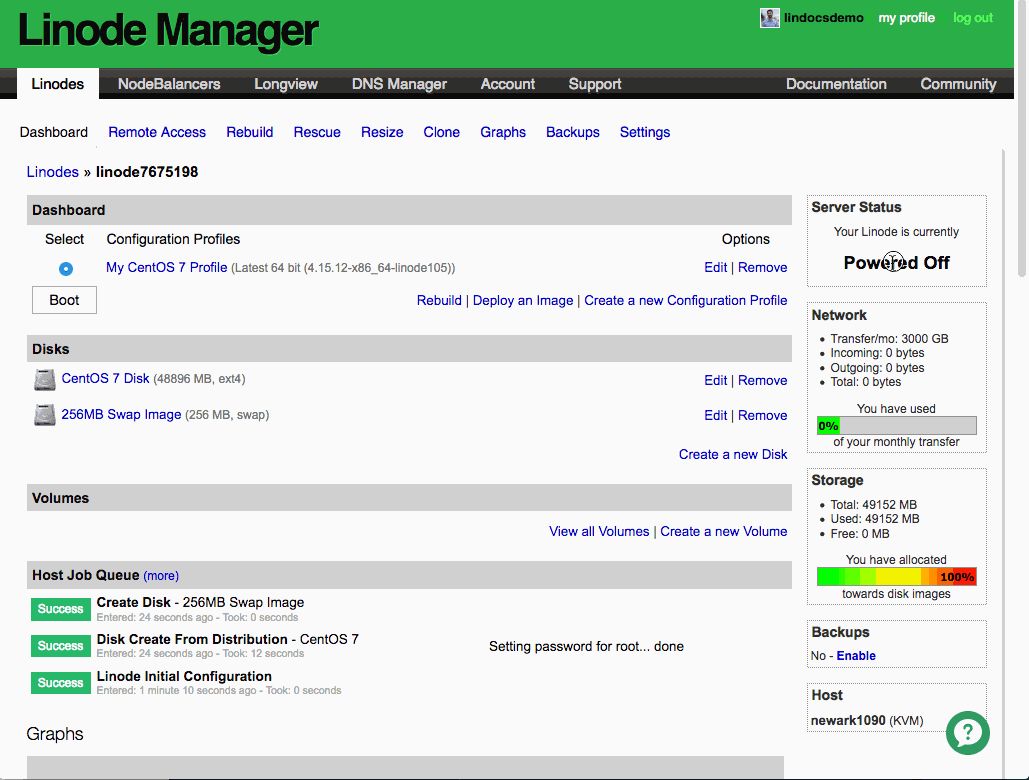 Linode Manager
lindocsdemo my profile log out
Linodes NodeBalancers Longview DNS Manager Account Support Documentation Community
Dashboard Remote Access Rebuild Rescue Resize Clone Graphs Backups Settings
Linodes » linode7675198
Dashboard
Select Configuration Profiles Options
My CentOS 7 Profile (Latest 64 bit (4.15.12-x86_64-linode105)) Edit | Remove
Boot Rebuild | Deploy an Image | Create a new Configuration Profile
Disks
CentOS 7 Disk (48896 MB, ext4) Edit | Remove
256MB Swap Image (256 MB, swap) Edit | Remove
Create a new Disk
Volumes
View all Volumes | Create a new Volume
Host Job Queue (more)
Success Create Disk - 256MB Swap Image
Entered: 24 seconds ago - Took: 0 seconds
Success Disk Create From Distribution - CentOS 7 Setting password for root... done
Entered: 24 seconds ago - Took: 12 seconds
Success Linode Initial Configuration
Entered: 1 minute 10 seconds ago - Took: 0 seconds
Graphs
Server Status
Your Linode is currently
Powered Off
Network
Transfer/mo: 3000 GB
Incoming: 0 bytes
Outgoing: 0 bytes
Total: 0 bytes
You have used
0%
of your monthly transfer
Storage
Total: 49152 MB
Used: 49152 MB
Free: 0 MB
You have allocated
100%
towards disk images
Backups
No - Enable
Host
newark1090 (KVM)
?